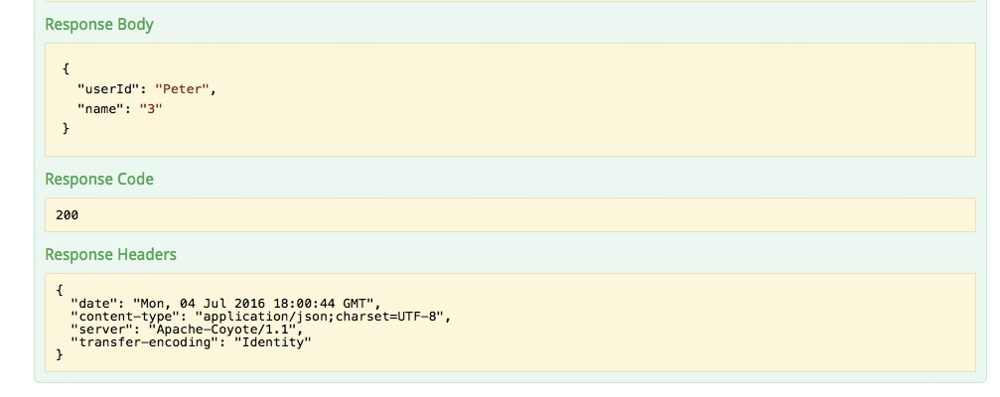 Response Body
{
"userId": "Peter",
"name": "3"
}
Response Code
200
Response Headers
{
"date": "Mon, 04 Jul 2016 18:00:44 GMT",
"content-type": "application/json;charset=UTF-8",
"server": "Apache-Coyote/1.1",
"transfer-encoding": "Identity"
}